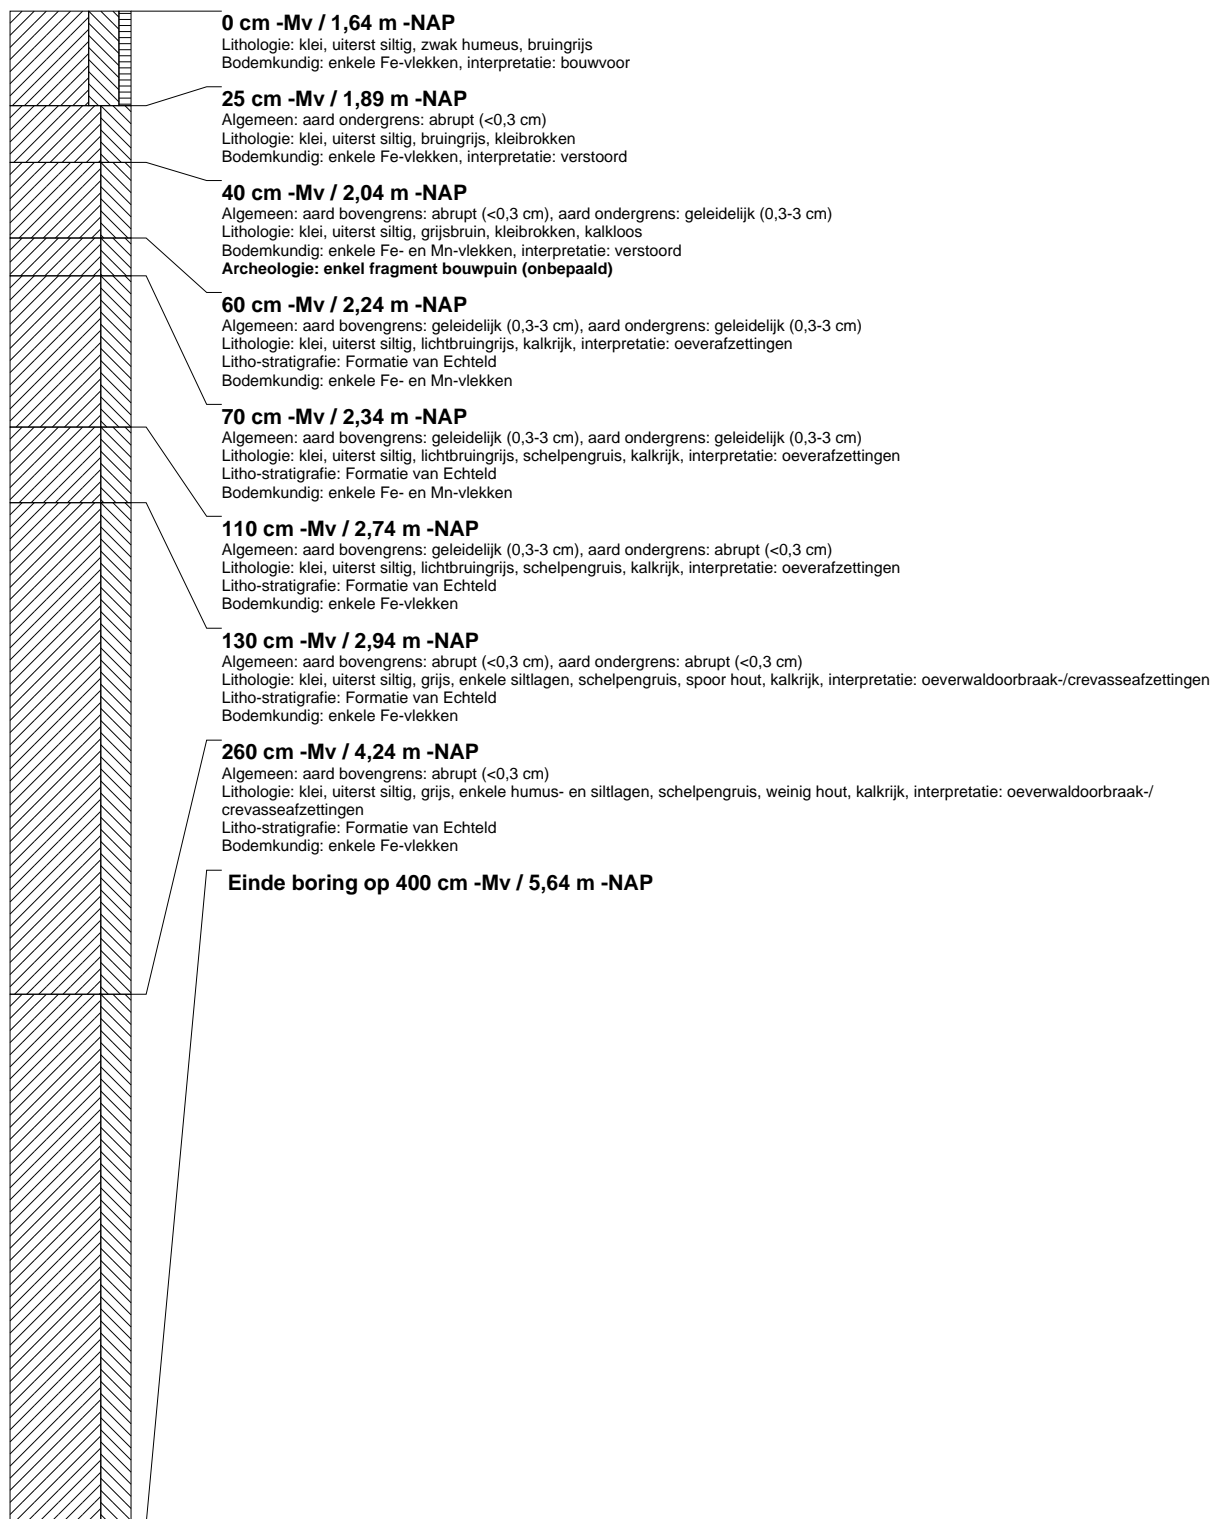 0 cm -Mv / 1,64 m -NAP
Lithologie: klei, uiterst siltig, zwak humeus, bruingrijs
Bodemkundig: enkele Fe-vlekken, interpretatie: bouwvoor
25 cm -Mv / 1,89 m -NAP
Algemeen: aard ondergrens: abrupt (<0,3 cm)
Lithologie: klei, uiterst siltig, bruingrijs, kleibrokken
Bodemkundig: enkele Fe-vlekken, interpretatie: verstoord
40 cm -Mv / 2,04 m -NAP
Algemeen: aard bovengrens: abrupt (<0,3 cm), aard ondergrens: geleidelijk (0,3-3 cm)
Lithologie: klei, uiterst siltig, grijsbruin, kleibrokken, kalkloos
Bodemkundig: enkele Fe- en Mn-vlekken, interpretatie: verstoord
Archeologie: enkel fragment bouwpuin (onbepaald)
60 cm -Mv / 2,24 m -NAP
Algemeen: aard bovengrens: geleidelijk (0,3-3 cm), aard ondergrens: geleidelijk (0,3-3 cm)
Lithologie: klei, uiterst siltig, lichtbruingrijs, kalkrijk, interpretatie: oeverafzettingen
Litho-stratigrafie: Formatie van Echteld
Bodemkundig: enkele Fe- en Mn-vlekken
70 cm -Mv / 2,34 m -NAP
Algemeen: aard bovengrens: geleidelijk (0,3-3 cm), aard ondergrens: geleidelijk (0,3-3 cm)
Lithologie: klei, uiterst siltig, lichtbruingrijs, schelpengruis, kalkrijk, interpretatie: oeverafzettingen
Litho-stratigrafie: Formatie van Echteld
Bodemkundig: enkele Fe- en Mn-vlekken
110 cm -Mv / 2,74 m -NAP
Algemeen: aard bovengrens: geleidelijk (0,3-3 cm), aard ondergrens: abrupt (<0,3 cm)
Lithologie: klei, uiterst siltig, lichtbruingrijs, schelpengruis, kalkrijk, interpretatie: oeverafzettingen
Litho-stratigrafie: Formatie van Echteld
Bodemkundig: enkele Fe-vlekken
130 cm -Mv / 2,94 m -NAP
Algemeen: aard bovengrens: abrupt (<0,3 cm), aard ondergrens: abrupt (<0,3 cm)
Lithologie: klei, uiterst siltig, grijs, enkele siltlagen, schelpengruis, spoor hout, kalkrijk, interpretatie: oeverwaldoorbraak-/crevasseafzettingen
Litho-stratigrafie: Formatie van Echteld
Bodemkundig: enkele Fe-vlekken
260 cm -Mv / 4,24 m -NAP
Algemeen: aard bovengrens: abrupt (<0,3 cm)
Lithologie: klei, uiterst siltig, grijs, enkele humus- en siltlagen, schelpengruis, weinig hout, kalkrijk, interpretatie: oeverwaldoorbraak-/
crevasseafzettingen
Litho-stratigrafie: Formatie van Echteld
Bodemkundig: enkele Fe-vlekken
Einde boring op 400 cm -Mv / 5,64 m -NAP